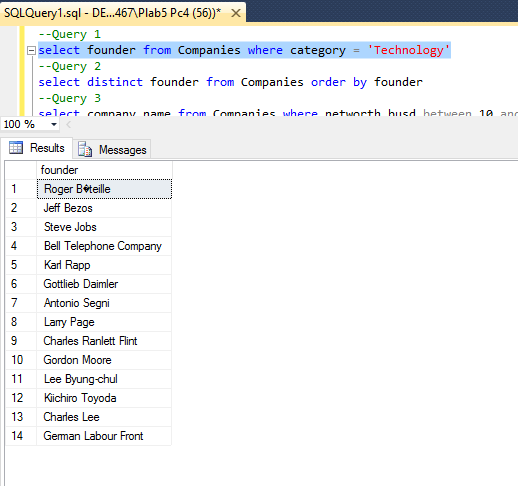 SQLQuery1.sql - DE...467\Plab5 Pc4 (56))* ×
--Query 1
select founder from Companies where category = 'Technology'
--Query 2
select distinct founder from Companies order by founder
--Query 3
select company_name from Companies where networth_busd between 10 and
100 %
Results Messages
founder
1 Roger B�teille
2 Jeff Bezos
3 Steve Jobs
4 Bell Telephone Company
5 Karl Rapp
6 Gottlieb Daimler
7 Antonio Segni
8 Larry Page
9 Charles Ranlett Flint
10 Gordon Moore
11 Lee Byung-chul
12 Kiichiro Toyoda
13 Charles Lee
14 German Labour Front